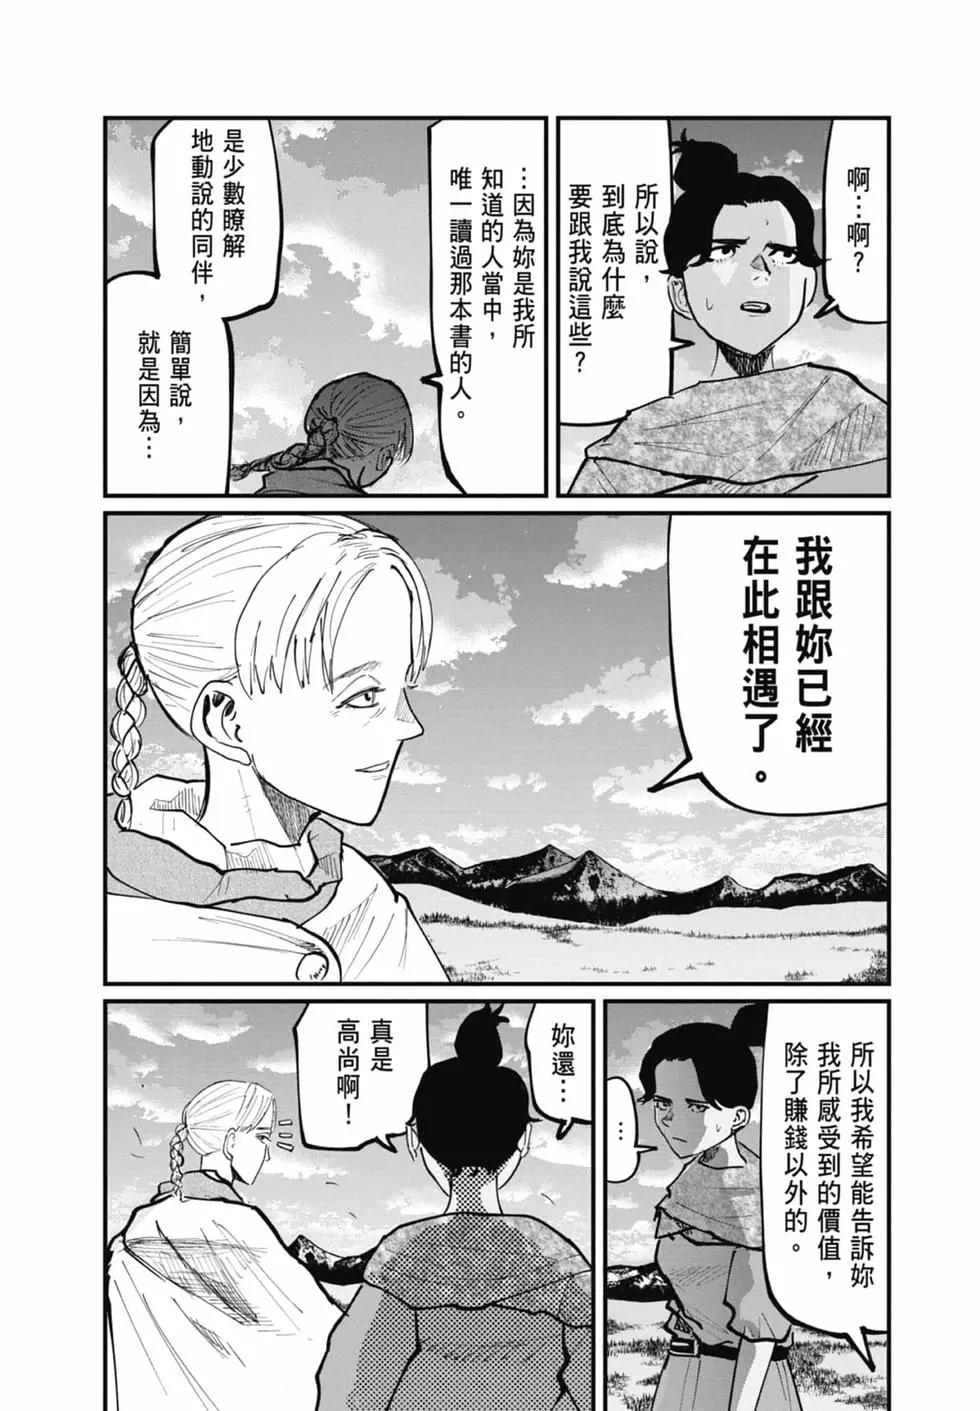 啊…啊？
所以說，
到底為什麼
要跟我說這些？
…因為妳是我所
知道的人當中，
唯一讀過那本書的人。
是少數瞭解
地動說的同伴，
簡單說，
就是因為…
我跟妳已經
在此相遇了。
所以我希望能告訴妳
我所感受到的價值，
除了賺錢以外的。
…
妳還…
真是
高尚啊！